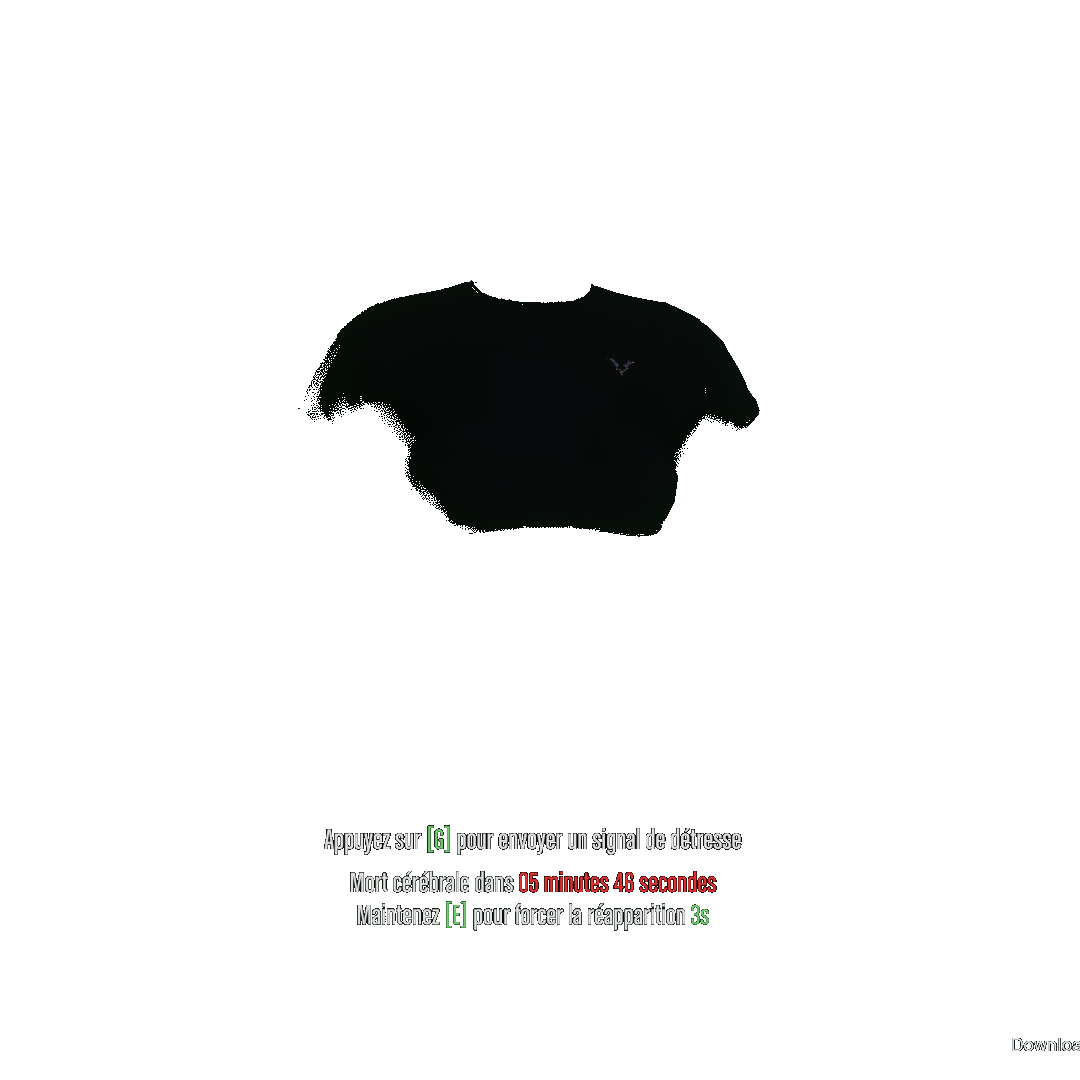 Appuyez sur [G] pour envoyer un signal de détresse
Mort cérébrale dans 05 minutes 46 secondes
Maintenez [E] pour forcer la réapparition 3s